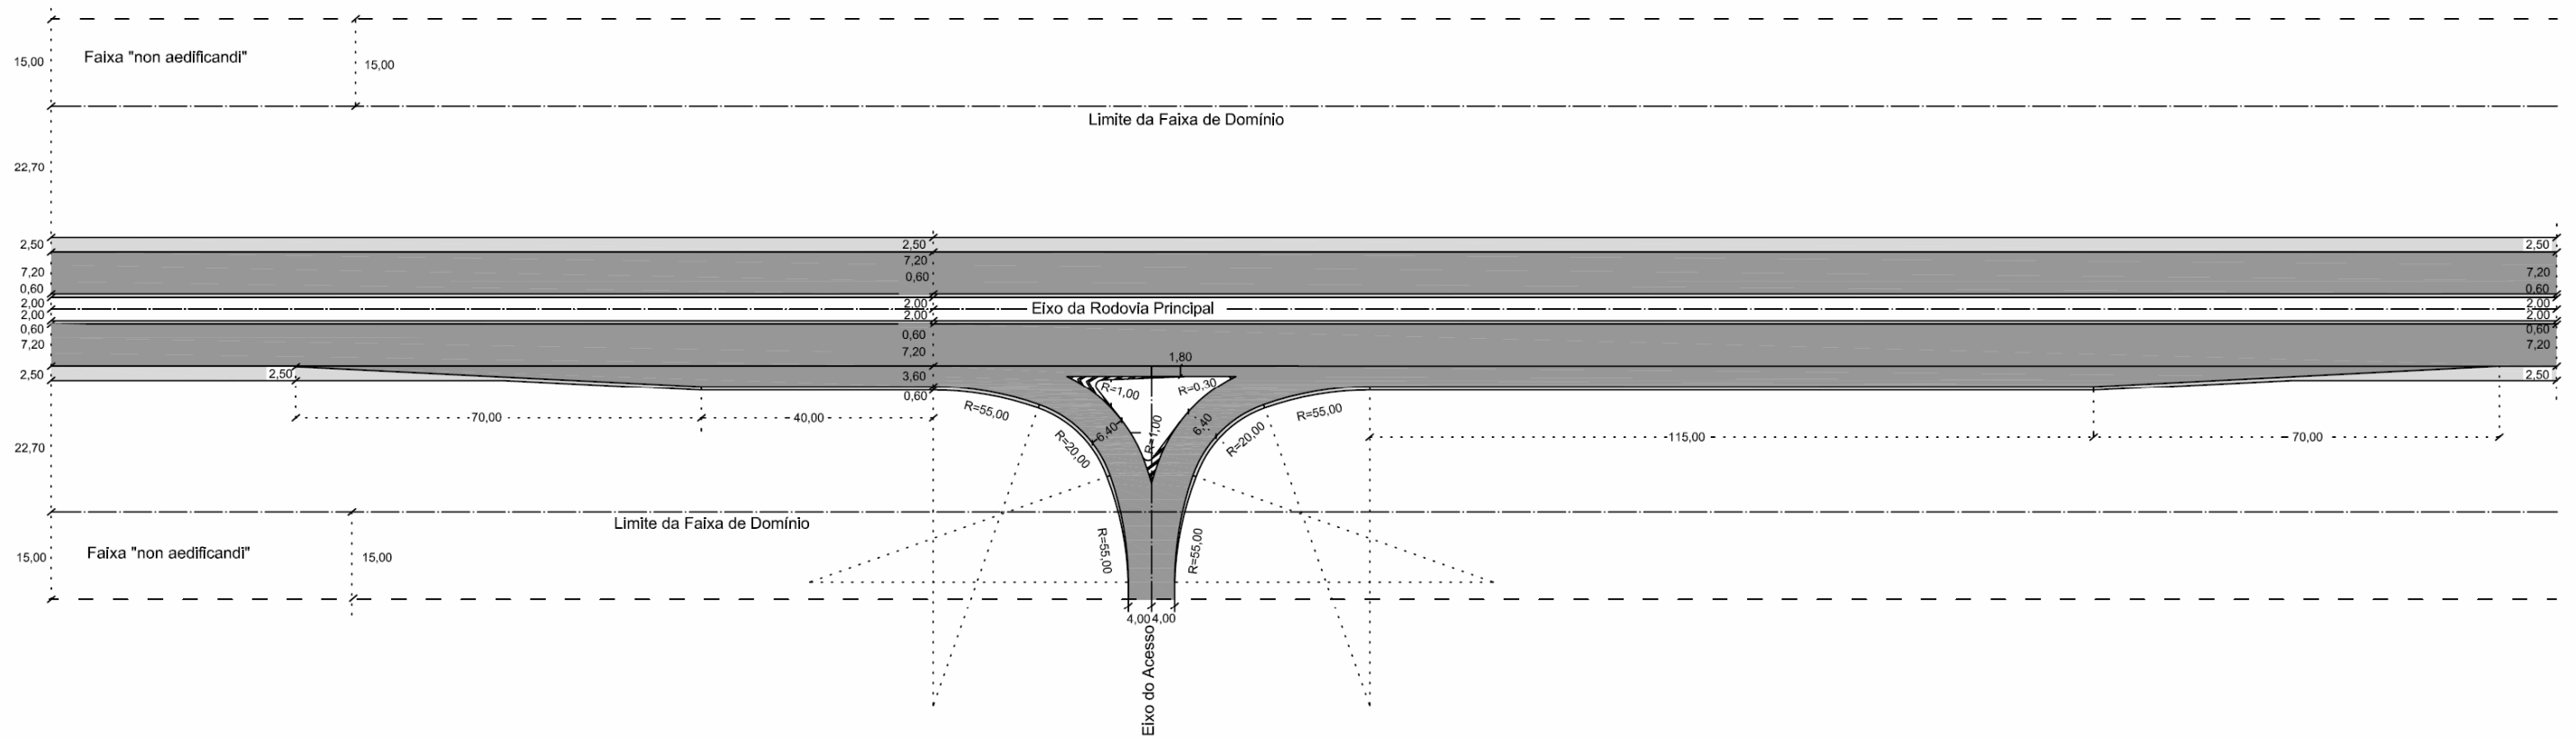 15,00
Faixa "non aedificandi"
15,00
Limite da Faixa de Domínio
22,70
2,50
2,50
2,50
7,20
7,20
7,20
0,60
0,60
0,60
2,00
2,00
2,00
Eixo da Rodovia Principal
2,00
2,00
2,00
0,60
0,60
0,60
7,20
7,20
7,20
1,80
2,50
2,50
3,60
2,50
0,60
R=1,00
R=0,30
70,00
40,00
R=55,00
R=20,00
6,40
R=1,00
6,40
R=20,00
R=55,00
115,00
70,00
22,70
Limite da Faixa de Domínio
15,00
Faixa "non aedificandi"
15,00
R=55,00
R=55,00
4,00
4,00
Eixo do Acesso